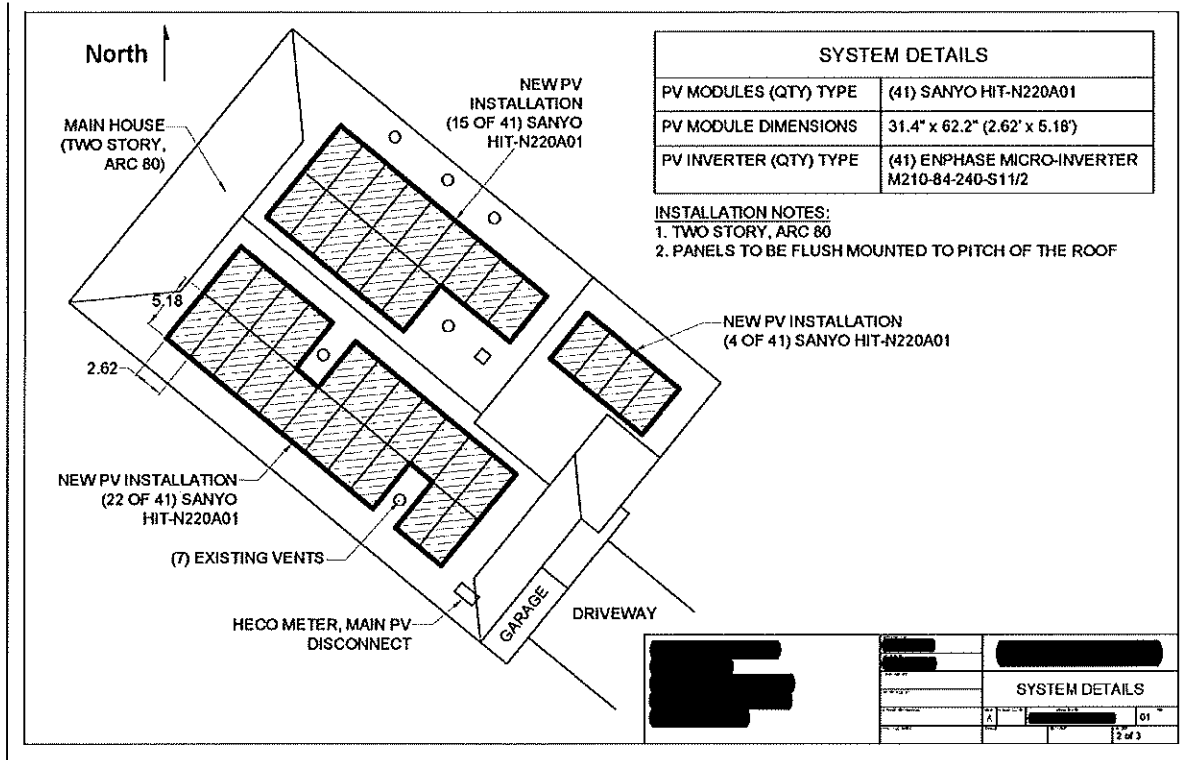 North
MAIN HOUSE
(TWO STORY,
ARC 80)
NEW PV
INSTALLATION
(15 OF 41) SANYO
HIT-N220A01
SYSTEM DETAILS
PV MODULES (QTY) TYPE
(41) SANYO HIT-N220A01
PV MODULE DIMENSIONS
31.4" x 62.2" (2.62' x 5.18')
PV INVERTER (QTY) TYPE
(41) ENPHASE MICRO-INVERTER
M210-84-240-S11/2
INSTALLATION NOTES:
1. TWO STORY, ARC 80
2. PANELS TO BE FLUSH MOUNTED TO PITCH OF THE ROOF
5.18
2.62
NEW PV INSTALLATION
(4 OF 41) SANYO HIT-N220A01
NEW PV INSTALLATION
(22 OF 41) SANYO
HIT-N220A01
(7) EXISTING VENTS
HECO METER, MAIN PV
DISCONNECT
GARAGE
DRIVEWAY
SYSTEM DETAILS
A
01
2 of 3